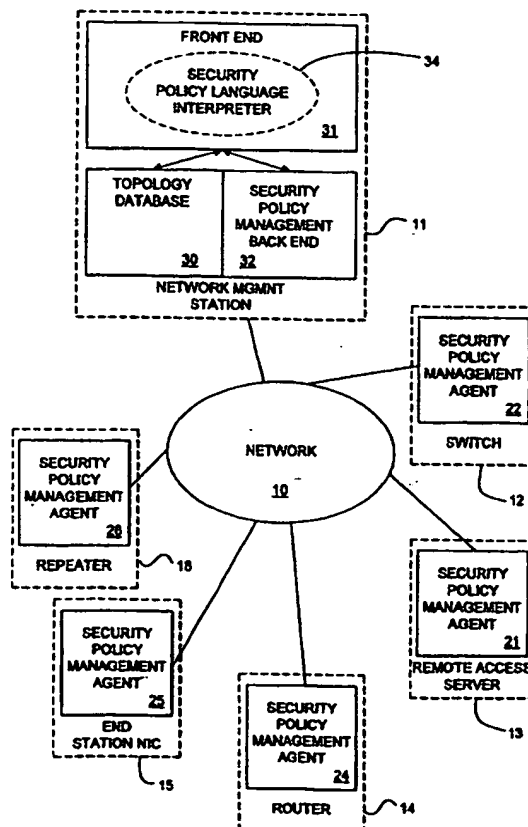 FRONT END
34
SECURITY
POLICY LANGUAGE
INTERPRETER
31
TOPOLOGY
DATABASE
30
SECURITY
POLICY
MANAGEMENT
BACK END
32
11
NETWORK MGMNT
STATION
SECURITY
POLICY
MANAGEMENT
AGENT
22
SWITCH
12
NETWORK
10
SECURITY
POLICY
MANAGEMENT
AGENT
26
REPEATER
16
SECURITY
POLICY
MANAGEMENT
AGENT
21
REMOTE ACCESS
SERVER
13
SECURITY
POLICY
MANAGEMENT
AGENT
25
END
STATION NIC
15
SECURITY
POLICY
MANAGEMENT
AGENT
24
ROUTER
14